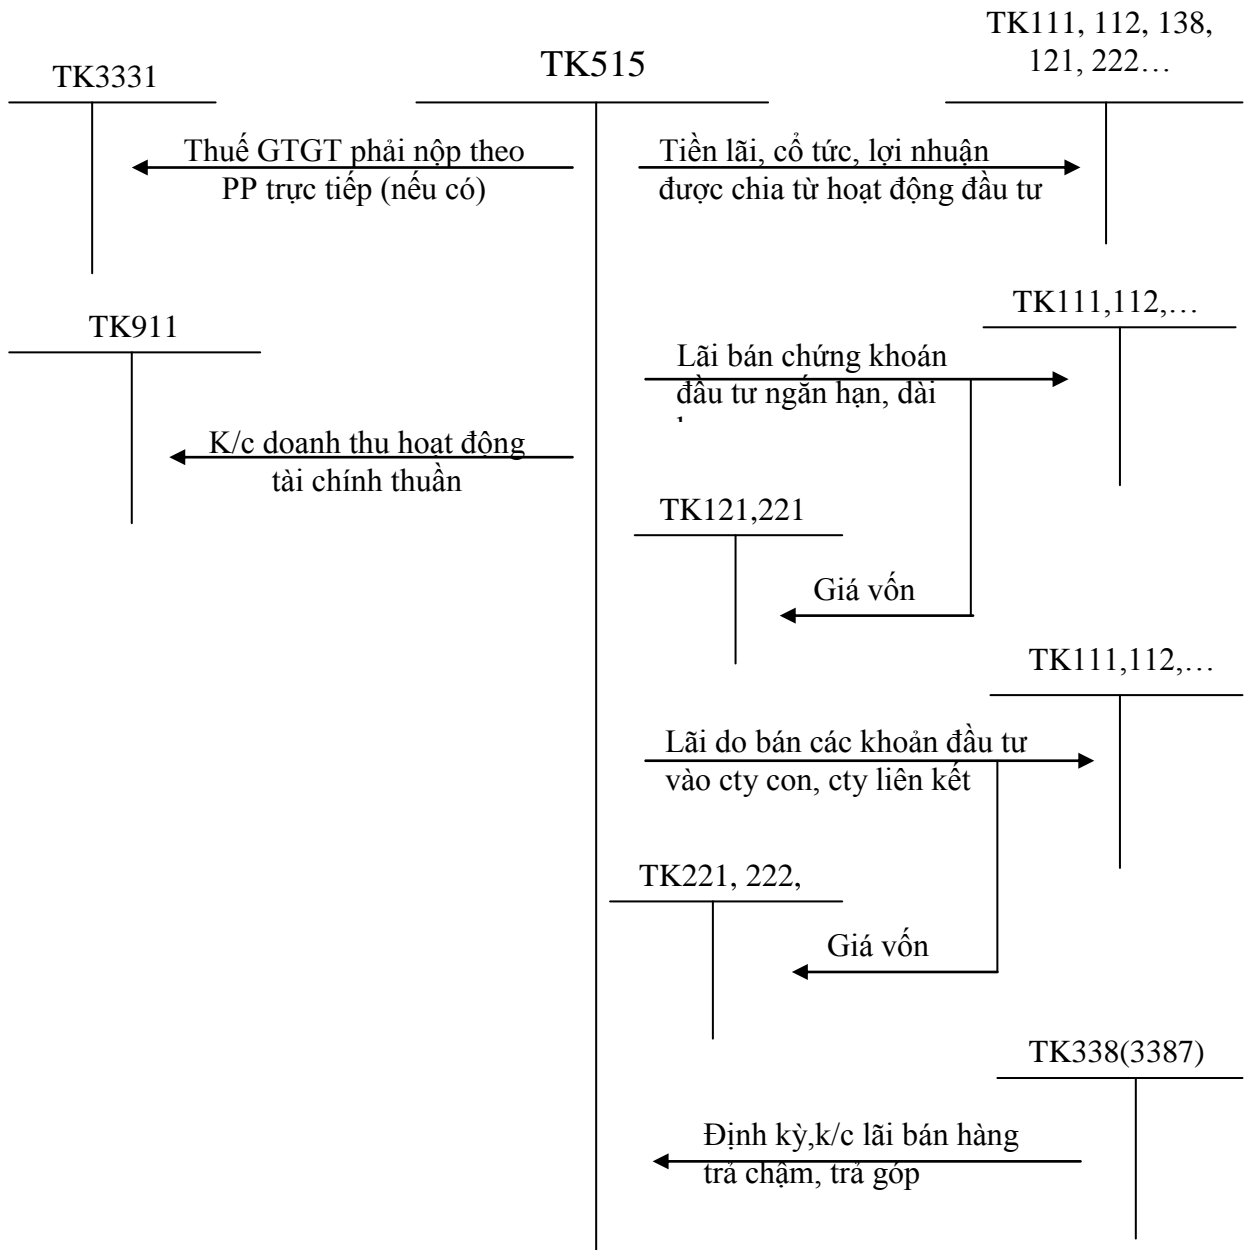 TK3331
TK515
TK111, 112, 138,
121, 222…
Thuế GTGT phải nộp theo
PP trực tiếp (nếu có)
Tiền lãi, cổ tức, lợi nhuận
được chia từ hoạt động đầu tư
TK911
TK111,112,…
Lãi bán chứng khoán
đầu tư ngắn hạn, dài
K/c doanh thu hoạt động
tài chính thuần
TK121,221
Giá vốn
TK111,112,…
Lãi do bán các khoản đầu tư
vào cty con, cty liên kết
TK221, 222,
Giá vốn
TK338(3387)
Định kỳ,k/c lãi bán hàng
trả chậm, trả góp